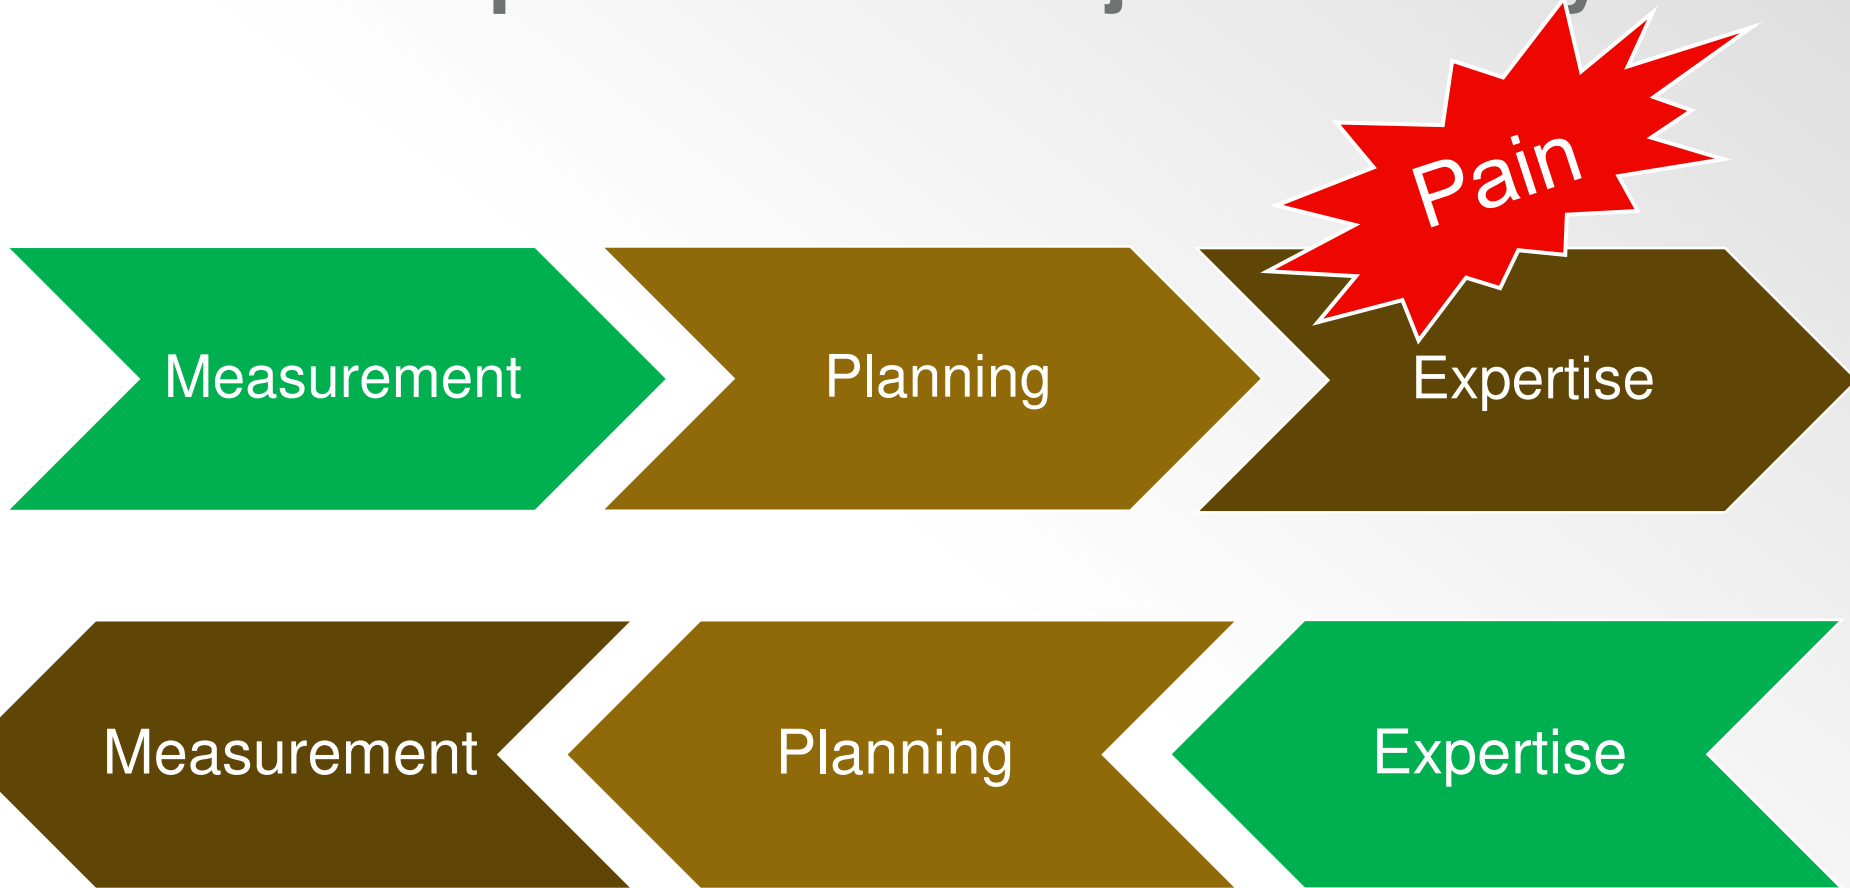 Pain
Measurement
Planning
Expertise
Measurement
Planning
Expertise